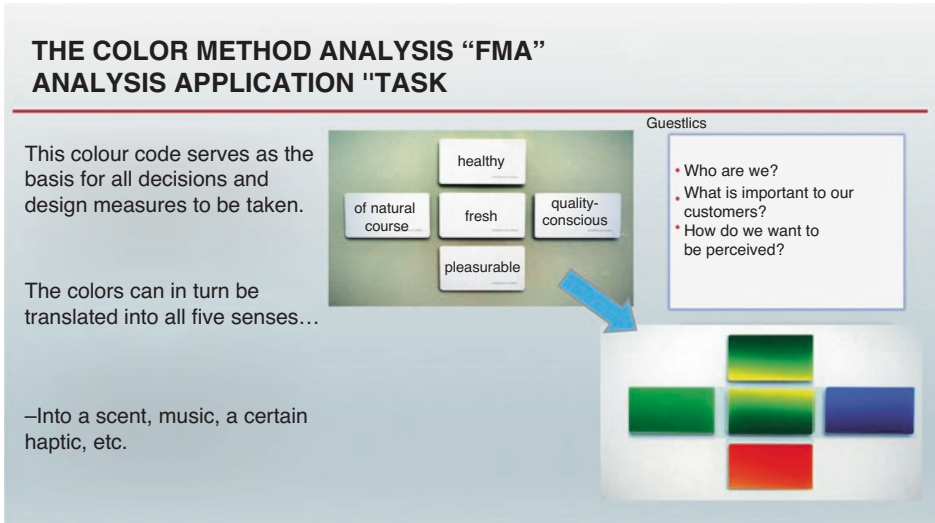 THE COLOR METHOD ANALYSIS “FMA”
ANALYSIS APPLICATION "TASK
This colour code serves as the
basis for all decisions and
design measures to be taken.
The colors can in turn be
translated into all five senses…
–Into a scent, music, a certain
haptic, etc.
healthy
of natural
course
fresh
quality-
conscious
pleasurable
Guestlics
• Who are we?
• What is important to our
customers?
• How do we want to
be perceived?